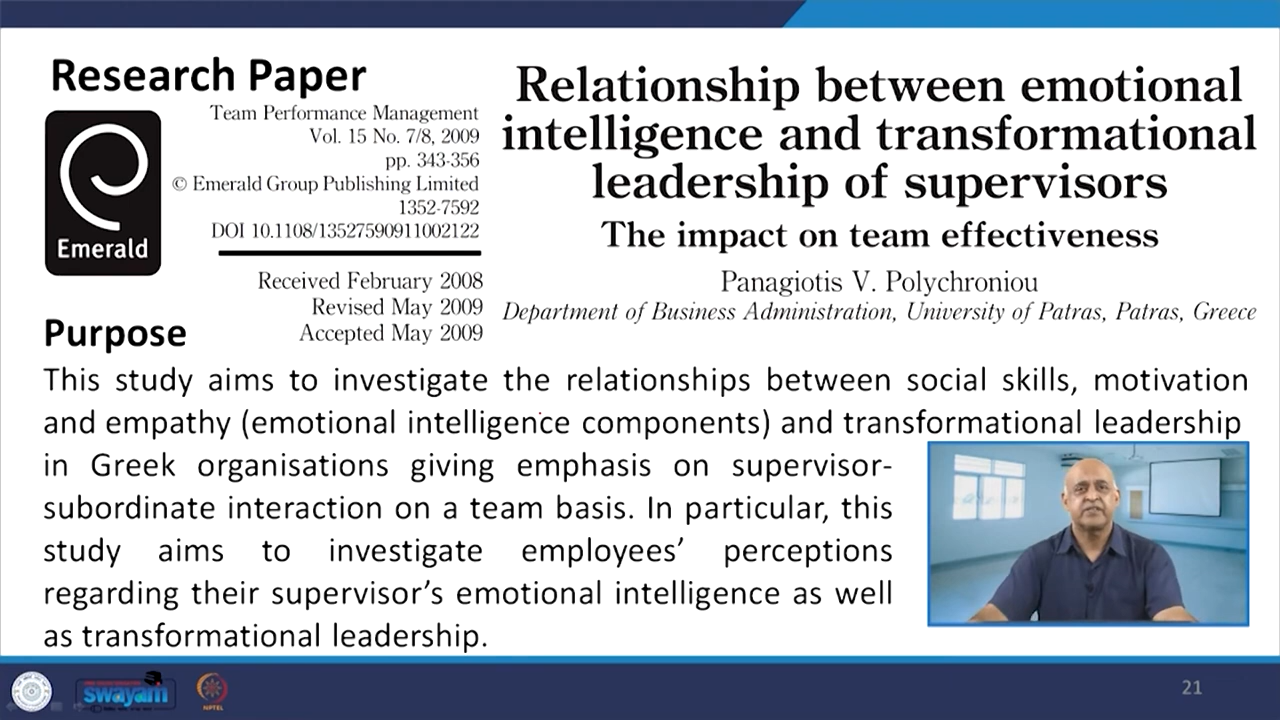 Research Paper
Team Performance Management
Vol. 15 No. 7/8, 2009
pp. 343-356
© Emerald Group Publishing Limited
1352-7592
DOI 10.1108/13527590911002122
Emerald
Received February 2008
Revised May 2009
Accepted May 2009
Relationship between emotional
intelligence and transformational
leadership of supervisors
The impact on team effectiveness
Panagiotis V. Polychroniou
Department of Business Administration, University of Patras, Patras, Greece
Purpose
This study aims to investigate the relationships between social skills, motivation
and empathy (emotional intelligence components) and transformational leadership
in Greek organisations giving emphasis on supervisor-
subordinate interaction on a team basis. In particular, this
study aims to investigate employees’ perceptions
regarding their supervisor’s emotional intelligence as well
as transformational leadership.
swayam
NPTEL
21